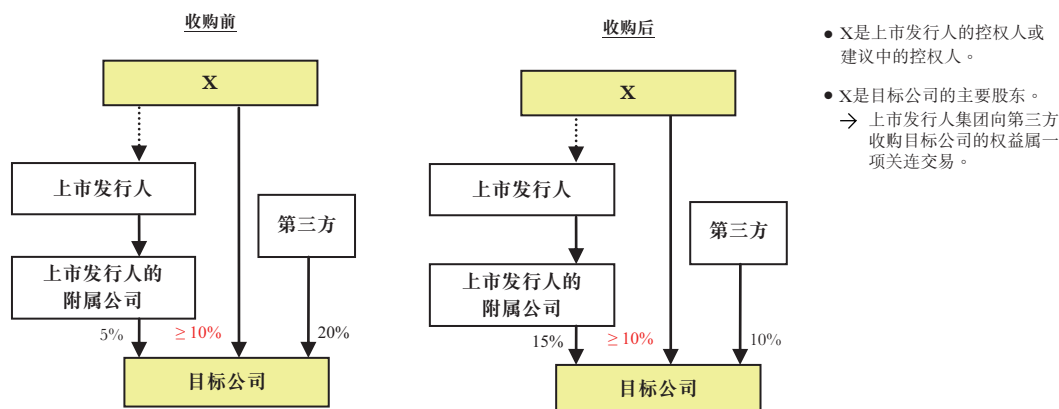 收购前
X
上市发行人
第三方
上市发行人的
附属公司
5%
≥ 10%
20%
目标公司
收购后
X
上市发行人
第三方
上市发行人的
附属公司
15%
≥ 10%
10%
目标公司
● X是上市发行人的控权人或
建议中的控权人。
● X是目标公司的主要股东。
→ 上市发行人集团向第三方
收购目标公司的权益属一
项关连交易。